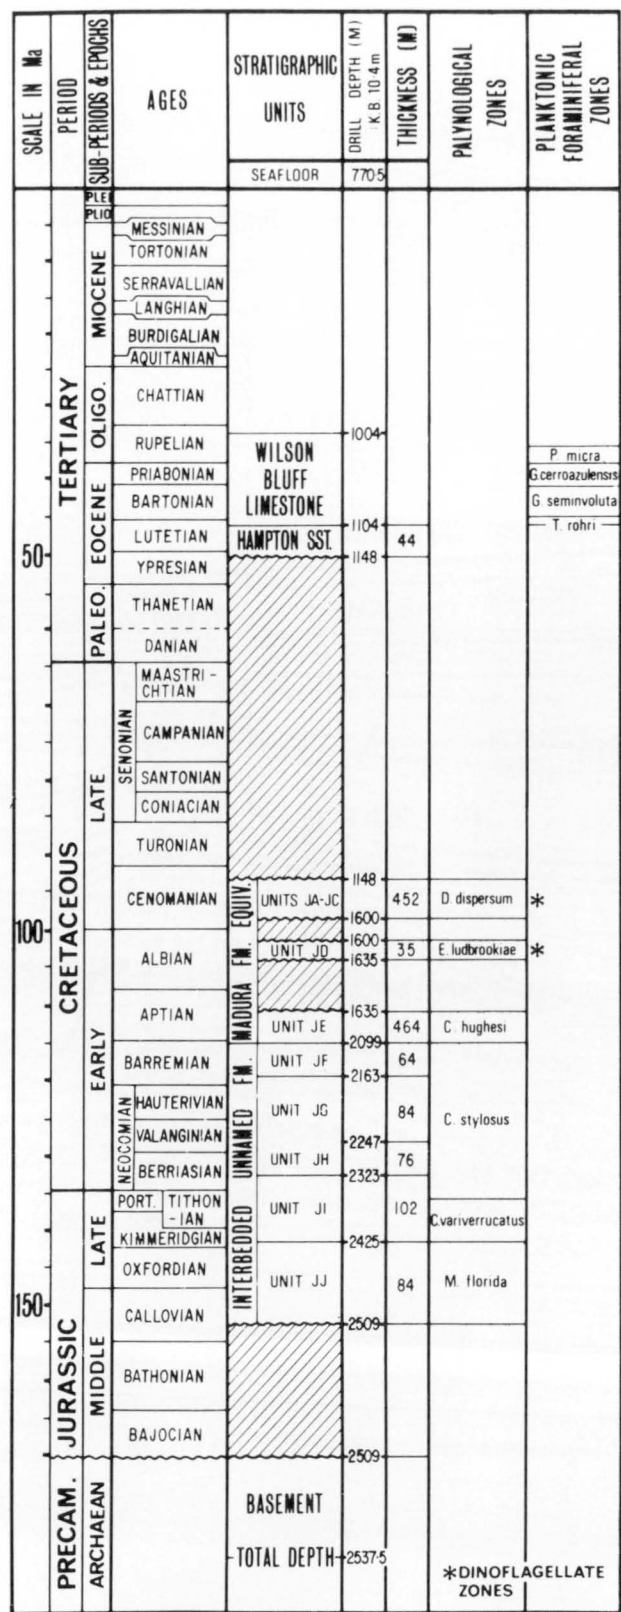 SCALE IN Ma
PERIOD
SUB-PERIODS & EPOCHS
AGES
STRATIGRAPHIC
UNITS
DRILL DEPTH (M)
K.B. 10·4m
THICKNESS (M)
PALYNOLOGICAL
ZONES
PLANKTONIC
FORAMINIFERAL
ZONES
SEAFLOOR
770·5
50
100
150
TERTIARY
CRETACEOUS
JURASSIC
PRECAM.
PLEI
PLIO
MIOCENE
OLIGO.
EOCENE
PALEO.
LATE
EARLY
LATE
MIDDLE
ARCHAEAN
MESSINIAN
TORTONIAN
SERRAVALLIAN
LANGHIAN
BURDIGALIAN
AQUITANIAN
CHATTIAN
RUPELIAN
PRIABONIAN
BARTONIAN
LUTETIAN
YPRESIAN
THANETIAN
DANIAN
SENONIAN
MAASTRI-
CHTIAN
CAMPANIAN
SANTONIAN
CONIACIAN
TURONIAN
CENOMANIAN
ALBIAN
APTIAN
BARREMIAN
NEOCOMIAN
HAUTERIVIAN
VALANGINIAN
BERRIASIAN
PORT.
TITHON
-IAN
KIMMERIDGIAN
OXFORDIAN
CALLOVIAN
BATHONIAN
BAJOCIAN
1004
WILSON
BLUFF
LIMESTONE
1104
HAMPTON SST.
44
1148
P. micra
G.cerroazulensis
G. seminvoluta
T. rohri
MADURA FM. EQUIV.
1148
UNITS JA-JC
452
D. dispersum
*
1600
1600
UNIT JD
35
E. ludbrookiae
*
1635
1635
UNIT JE
464
C. hughesi
2099
INTERBEDDED UNNAMED FM.
UNIT JF
64
2163
UNIT JG
84
C. stylosus
2247
UNIT JH
76
2323
UNIT JI
102
C.variverrucatus
2425
UNIT JJ
84
M. florida
2509
2509
BASEMENT
TOTAL DEPTH
2537·5
*DINOFLAGELLATE
ZONES